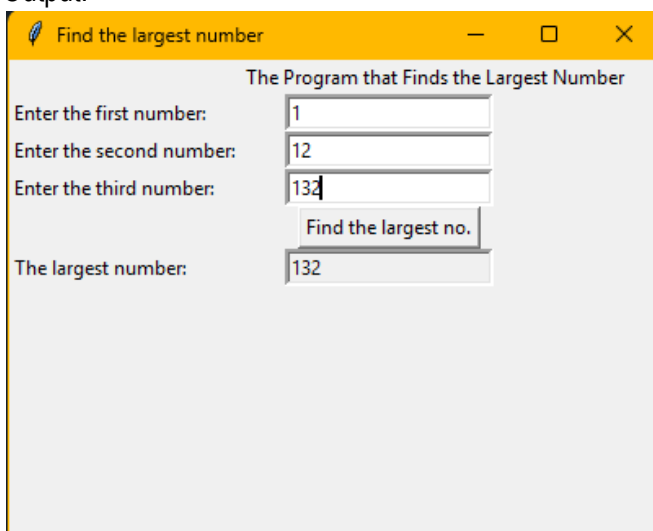 Output:
Find the largest number
The Program that Finds the Largest Number
Enter the first number: 1
Enter the second number: 12
Enter the third number: 132
Find the largest no.
The largest number: 132